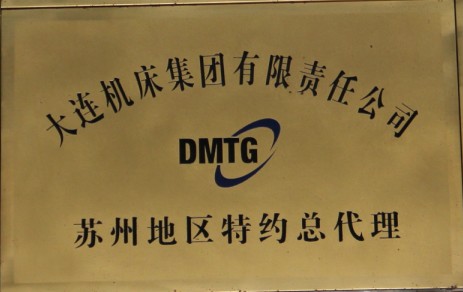 大连机床集团有限责任公司
DMTG
苏州地区特约总代理